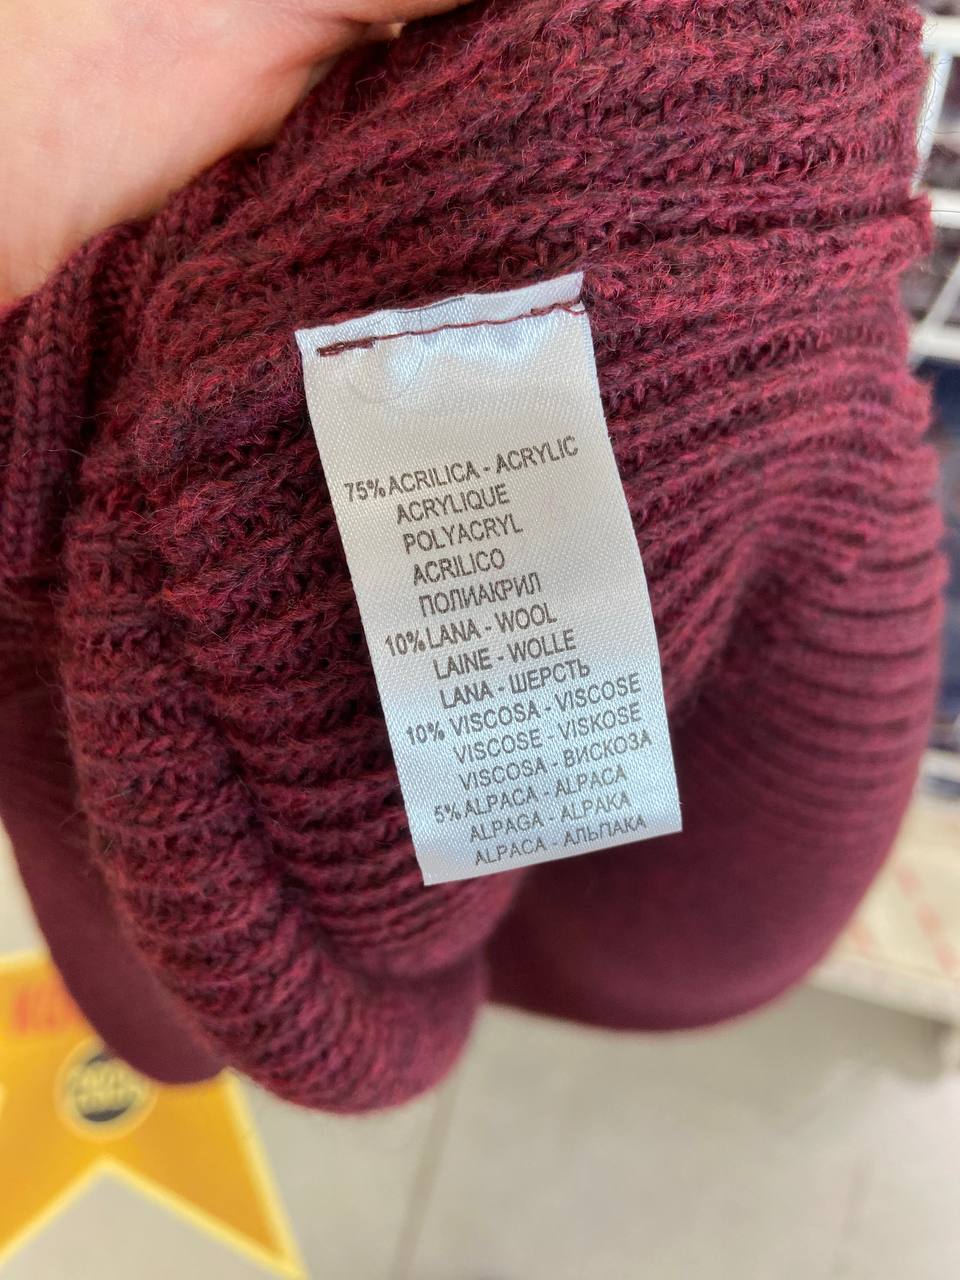 75% ACRILICA - ACRYLIC
ACRYLIQUE
POLYACRYL
ACRILICO
ПОЛИАКРИЛ
10% LANA - WOOL
LAINE - WOLLE
LANA - ШЕРСТЬ
10% VISCOSA - VISCOSE
VISCOSE - VISKOSE
VISCOSA - ВИСКОЗА
5% ALPACA - ALPACA
ALPAGA - ALPAKA
ALPACA - АЛЬПАКА